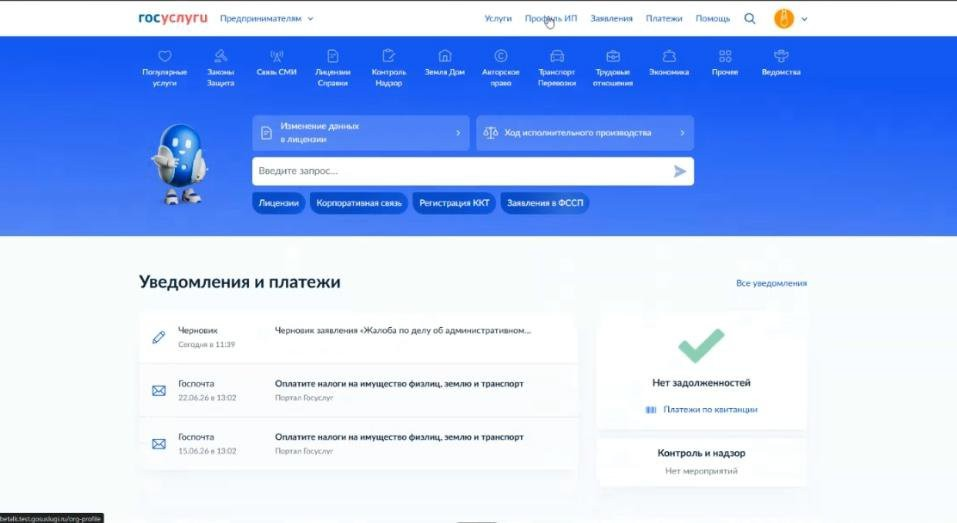 госуслуги Предпринимателям Услуги Профиль ИП Заявления Платежи Помощь
Популярные услуги
Законы Защита
Связь СМИ
Лицензии Справки
Контроль Надзор
Земля Дом
Авторское право
Транспорт Перевозки
Трудовые отношения
Экономика
Прочее
Ведомства
Изменение данных
в лицензии
Ход исполнительного производства
Введите запрос...
Лицензии Корпоративная связь Регистрация ККТ Заявления в ФССП
Уведомления и платежи
Все уведомления
Черновик Черновик заявления «Жалоба по делу об административном...
Сегодня в 11:39
Госпочта Оплатите налоги на имущество физлиц, землю и транспорт
22.06.26 в 13:02 Портал Госуслуг
Госпочта Оплатите налоги на имущество физлиц, землю и транспорт
15.06.26 в 13:02 Портал Госуслуг
Нет задолженностей
Платежи по квитанции
Контроль и надзор
Нет мероприятий
betalk.test.gosuslugi.ru/org-profile